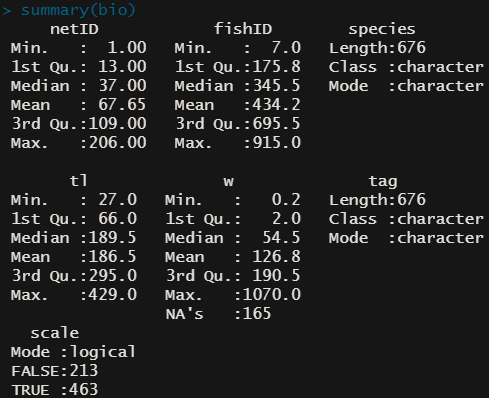 > summary(bio)
     netID            fishID        species
 Min.   :  1.00   Min.   :  7.0   Length:676
 1st Qu.: 13.00   1st Qu.:175.8   Class :character
 Median : 37.00   Median :345.5   Mode  :character
 Mean   : 67.65   Mean   :434.2
 3rd Qu.:109.00   3rd Qu.:695.5
 Max.   :206.00   Max.   :915.0

       tl              w              tag
 Min.   : 27.0   Min.   :   0.2   Length:676
 1st Qu.: 66.0   1st Qu.:   2.0   Class :character
 Median :189.5   Median :  54.5   Mode  :character
 Mean   :186.5   Mean   : 126.8
 3rd Qu.:295.0   3rd Qu.: 190.5
 Max.   :429.0   Max.   :1070.0
                 NA's   :165
   scale
 Mode :logical
 FALSE:213
 TRUE :463